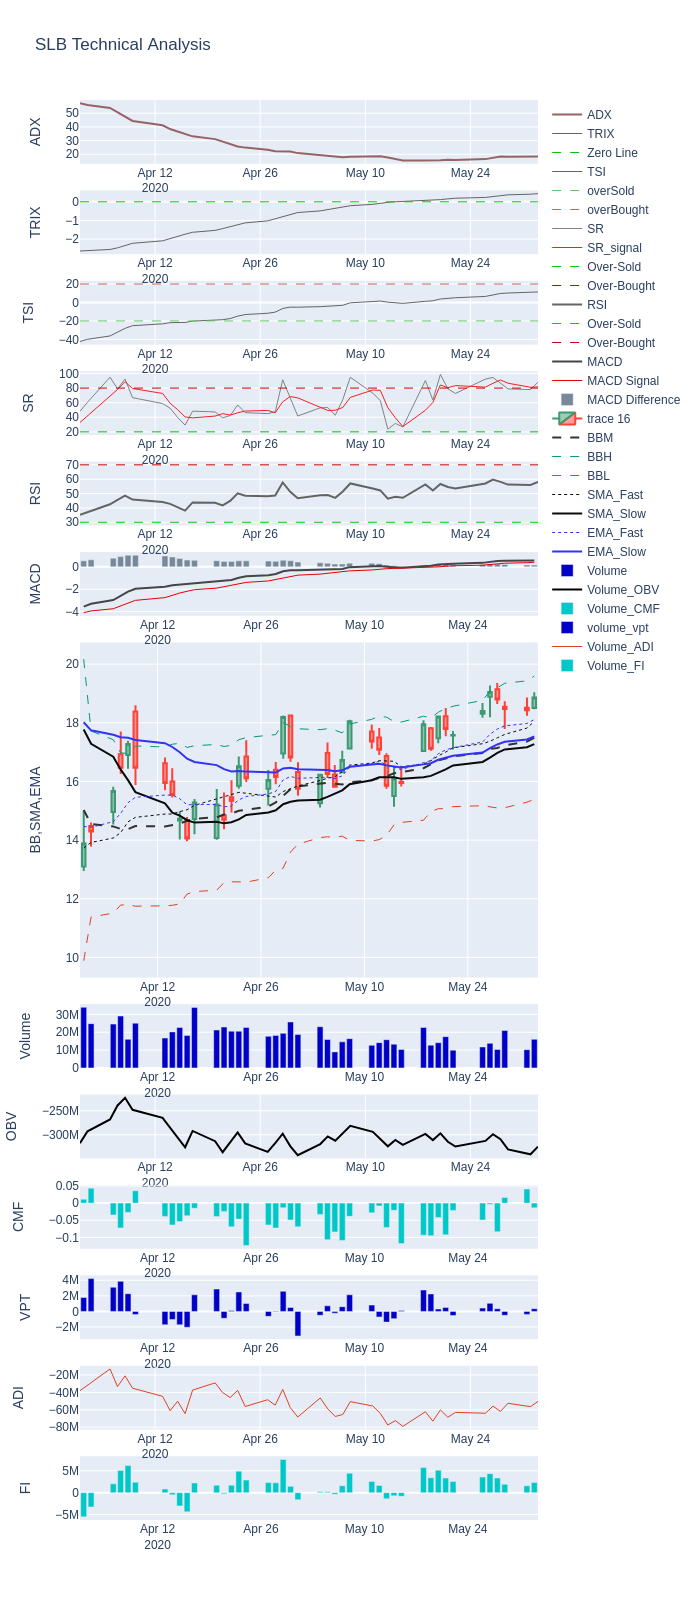 SLB Technical Analysis
ADX
50
40
30
20
Apr 12
2020
Apr 26
May 10
May 24
TRIX
0
−1
−2
Apr 12
2020
Apr 26
May 10
May 24
TSI
20
0
−20
−40
Apr 12
2020
Apr 26
May 10
May 24
SR
100
80
60
40
20
Apr 12
2020
Apr 26
May 10
May 24
RSI
70
60
50
40
30
Apr 12
2020
Apr 26
May 10
May 24
MACD
0
−2
−4
Apr 12
2020
Apr 26
May 10
May 24
BB,SMA,EMA
20
18
16
14
12
10
Apr 12
2020
Apr 26
May 10
May 24
Volume
30M
20M
10M
0
Apr 12
2020
Apr 26
May 10
May 24
OBV
−250M
−300M
Apr 12
2020
Apr 26
May 10
May 24
CMF
0.05
0
−0.05
−0.1
Apr 12
2020
Apr 26
May 10
May 24
VPT
4M
2M
0
−2M
Apr 12
2020
Apr 26
May 10
May 24
ADI
−20M
−40M
−60M
−80M
Apr 12
2020
Apr 26
May 10
May 24
FI
5M
0
−5M
Apr 12
2020
Apr 26
May 10
May 24
ADX
TRIX
Zero Line
TSI
overSold
overBought
SR
SR_signal
Over-Sold
Over-Bought
RSI
Over-Sold
Over-Bought
MACD
MACD Signal
MACD Difference
trace 16
BBM
BBH
BBL
SMA_Fast
SMA_Slow
EMA_Fast
EMA_Slow
Volume
Volume_OBV
Volume_CMF
volume_vpt
Volume_ADI
Volume_FI